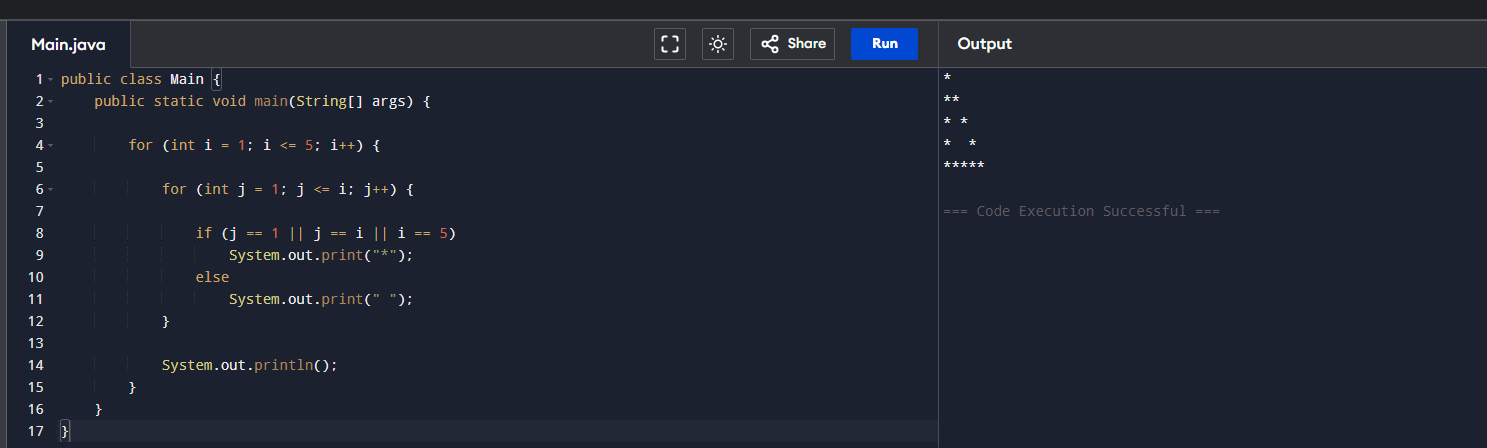 Main.java Share Run Output
1 public class Main {
2     public static void main(String[] args) {
3
4         for (int i = 1; i <= 5; i++) {
5
6             for (int j = 1; j <= i; j++) {
7
8                 if (j == 1 || j == i || i == 5)
9                     System.out.print("*");
10                 else
11                     System.out.print(" ");
12             }
13
14             System.out.println();
15         }
16     }
17 }
*
**
* *
*  *
*****
=== Code Execution Successful ===